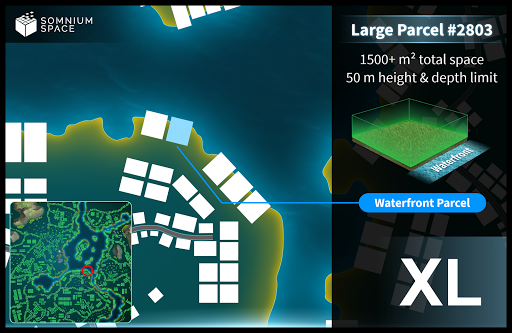 SOMNIUM
SPACE
Large Parcel #2803
1500+ m² total space
50 m height & depth limit
Waterfront
Waterfront Parcel
XL